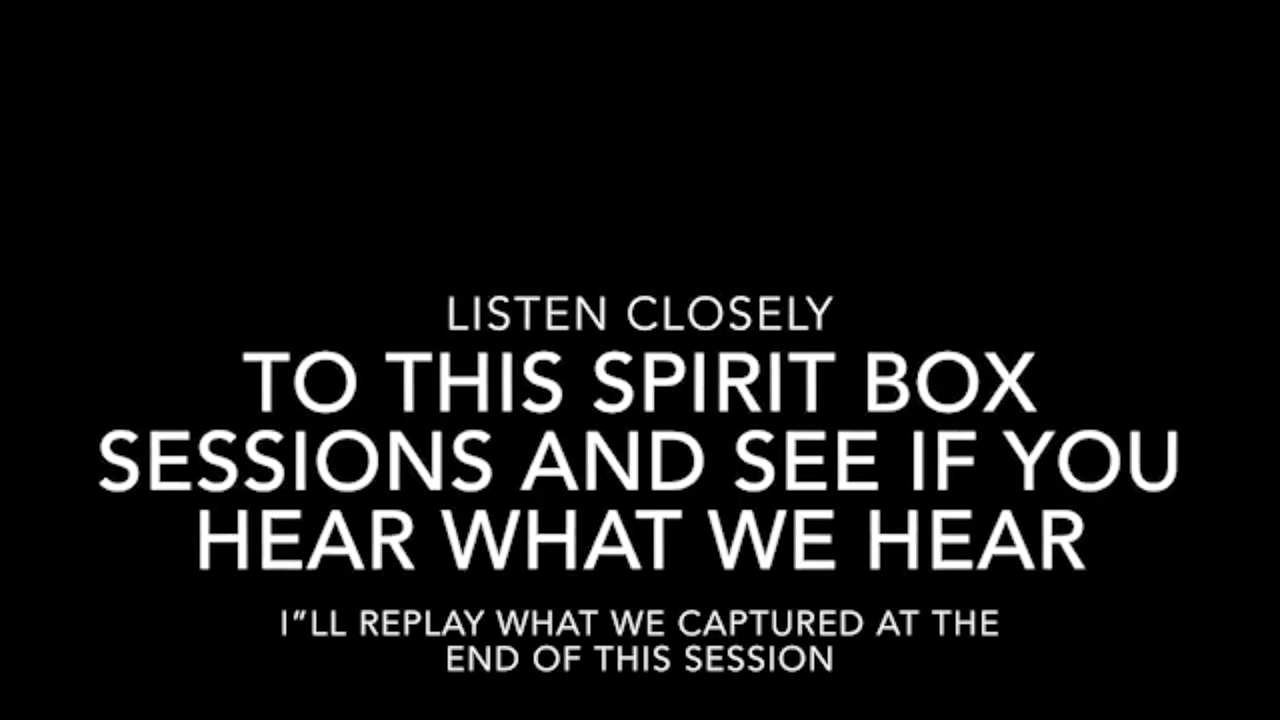 LISTEN CLOSELY
TO THIS SPIRIT BOX
SESSIONS AND SEE IF YOU
HEAR WHAT WE HEAR
I"LL REPLAY WHAT WE CAPTURED AT THE
END OF THIS SESSION